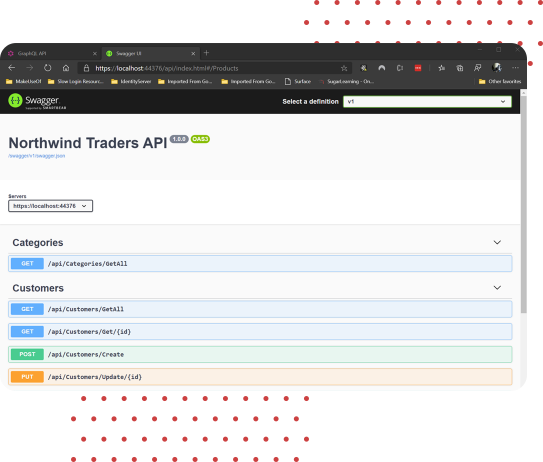 GraphQL API
Swagger UI
https://localhost:44376/api/index.html#/Products
MakeUseOf
Slow Login Resourc...
IdentityServer
Imported From Go...
Imported From Go...
Surface
SugarLearning - On...
Other favorites
Swagger.
Supported by SMARTBEAR
Select a definition
v1
Northwind Traders API 1.0.0 OAS3
/swagger/v1/swagger.json
Servers
https://localhost:44376
Categories
GET /api/Categories/GetAll
Customers
GET /api/Customers/GetAll
GET /api/Customers/Get/{id}
POST /api/Customers/Create
PUT /api/Customers/Update/{id}